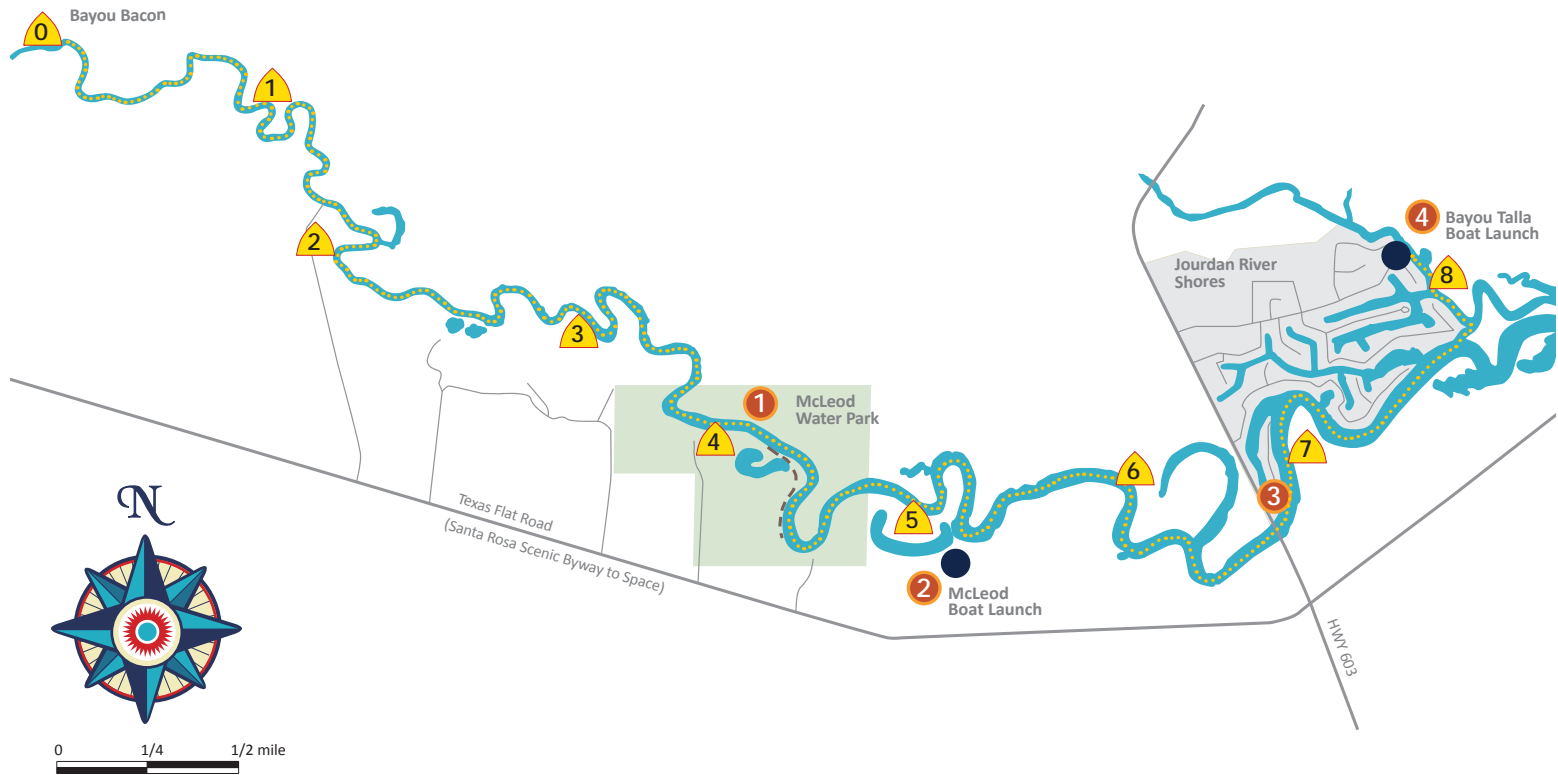 0
Bayou Bacon
1
2
3
4
Bayou Talla
Boat Launch
8
Jourdan River
Shores
1
McLeod
Water Park
4
7
6
3
5
Texas Flat Road
(Santa Rosa Scenic Byway to Space)
2
McLeod
Boat Launch
HWY 603
N
0
1/4
1/2 mile